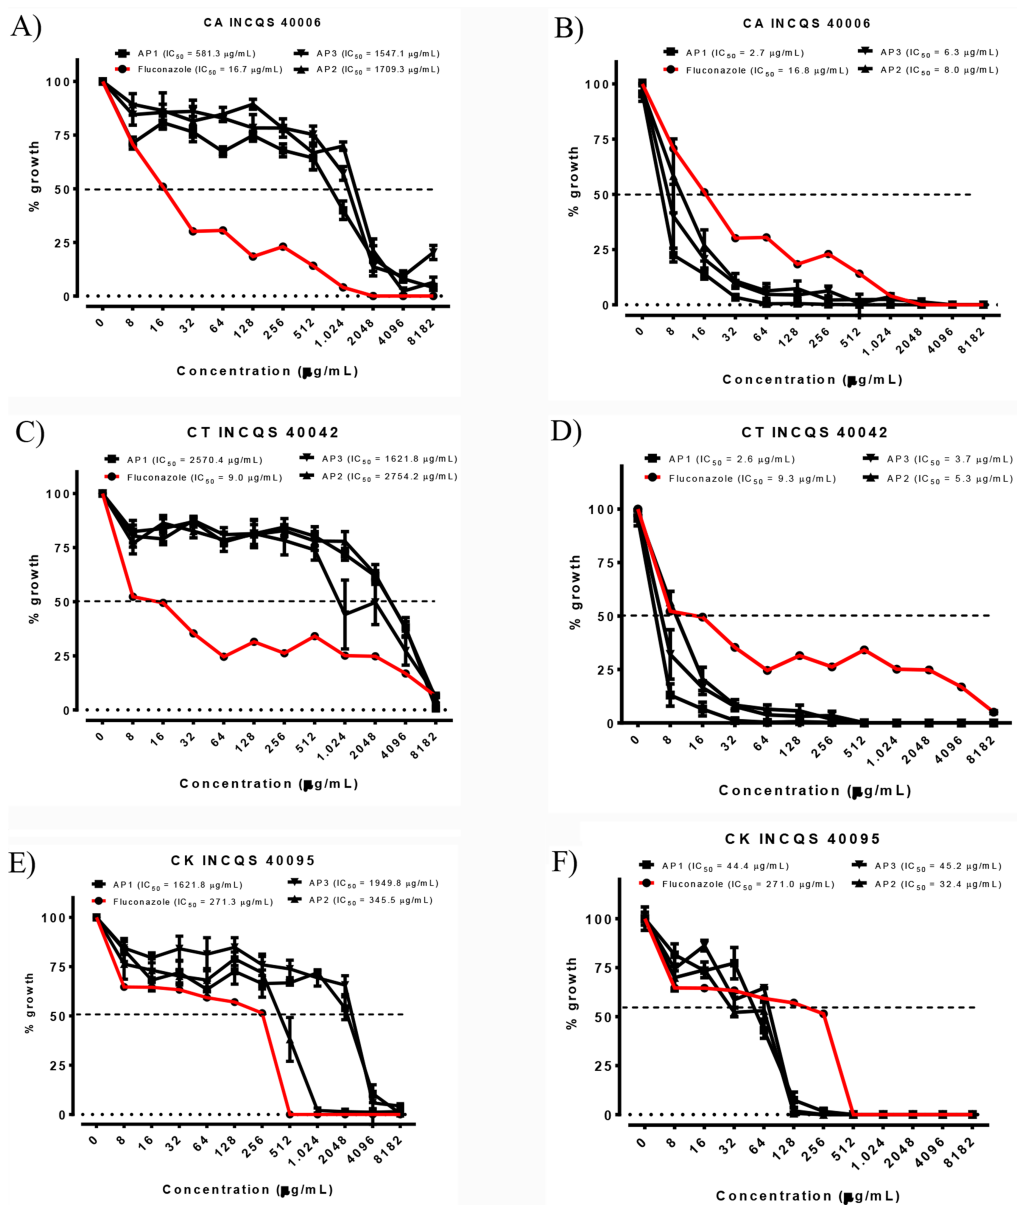 A)
CA INCQS 40006
AP1 (IC50 = 581.3 µg/mL) AP3 (IC50 = 1547.1 µg/mL)
Fluconazole (IC50 = 16.7 µg/mL) AP2 (IC50 = 1709.3 µg/mL)
% growth
100
75
50
25
0
0 8 16 32 64 128 256 512 1.024 2048 4096 8182
Concentration (µg/mL)
B)
CA INCQS 40006
AP1 (IC50 = 2.7 µg/mL) AP3 (IC50 = 6.3 µg/mL)
Fluconazole (IC50 = 16.8 µg/mL) AP2 (IC50 = 8.0 µg/mL)
% growth
100
75
50
25
0
0 8 16 32 64 128 256 512 1.024 2048 4096 8182
Concentration (µg/mL)
C)
CT INCQS 40042
AP1 (IC50 = 2570.4 µg/mL) AP3 (IC50 = 1621.8 µg/mL)
Fluconazole (IC50 = 9.0 µg/mL) AP2 (IC50 = 2754.2 µg/mL)
% growth
100
75
50
25
0
0 8 16 32 64 128 256 512 1.024 2048 4096 8182
Concentration (µg/mL)
D)
CT INCQS 40042
AP1 (IC50 = 2.6 µg/mL) AP3 (IC50 = 3.7 µg/mL)
Fluconazole (IC50 = 9.3 µg/mL) AP2 (IC50 = 5.3 µg/mL)
% growth
100
75
50
25
0
0 8 16 32 64 128 256 512 1.024 2048 4096 8182
Concentration (µg/mL)
E)
CK INCQS 40095
AP1 (IC50 = 1621.8 µg/mL) AP3 (IC50 = 1949.8 µg/mL)
Fluconazole (IC50 = 271.3 µg/mL) AP2 (IC50 = 345.5 µg/mL)
% growth
100
75
50
25
0
0 8 16 32 64 128 256 512 1.024 2048 4096 8182
Concentration (µg/mL)
F)
CK INCQS 40095
AP1 (IC50 = 44.4 µg/mL) AP3 (IC50 = 45.2 µg/mL)
Fluconazole (IC50 = 271.0 µg/mL) AP2 (IC50 = 32.4 µg/mL)
% growth
100
75
50
25
0
0 8 16 32 64 128 256 512 1.024 2048 4096 8182
Concentration (µg/mL)